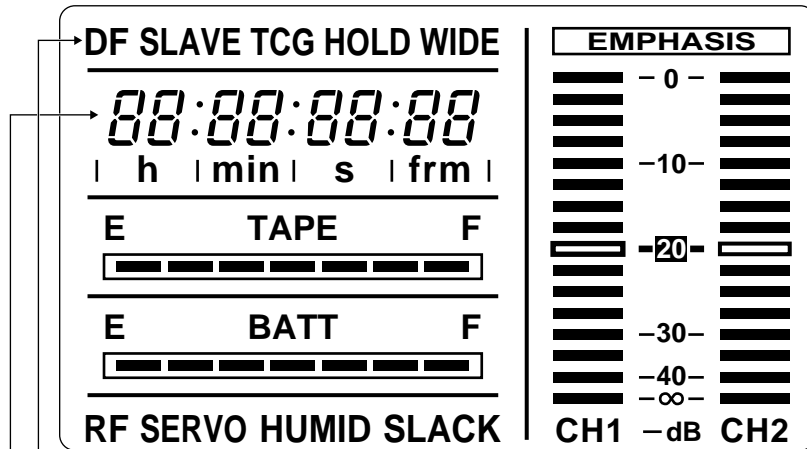 DF SLAVE TCG HOLD WIDE
88:88:88:88
h min s frm
E TAPE F
E BATT F
RF SERVO HUMID SLACK
EMPHASIS
0
-10-
-20-
-30-
-40-
-∞-
CH1 -dB CH2